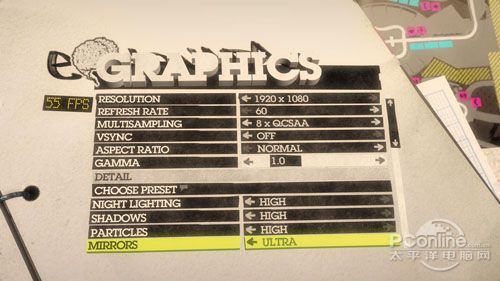 GRAPHICS
55 FPS
RESOLUTION 1920 x 1080
REFRESH RATE 60
MULTISAMPLING 8 x QCSAA
VSYNC OFF
ASPECT RATIO NORMAL
GAMMA 1.0
DETAIL
CHOOSE PRESET
NIGHT LIGHTING HIGH
SHADOWS HIGH
PARTICLES HIGH
MIRRORS ULTRA
PConline.com.cn
太平洋电脑网